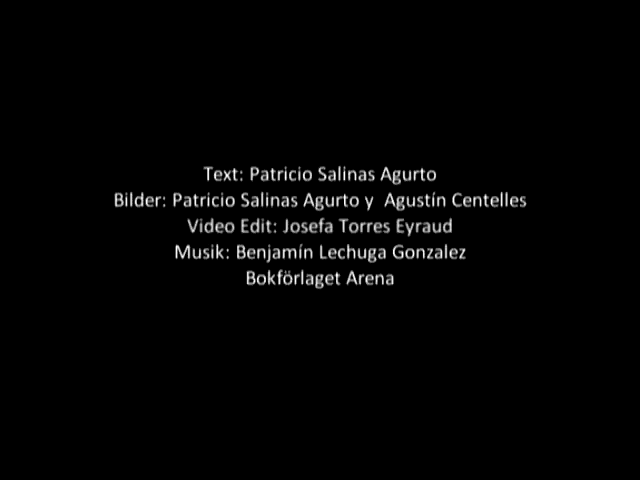 Text: Patricio Salinas Agurto
Bilder: Patricio Salinas Agurto y Agustín Centelles
Video Edit: Josefa Torres Eyraud
Musik: Benjamín Lechuga Gonzalez
Bokförlaget Arena